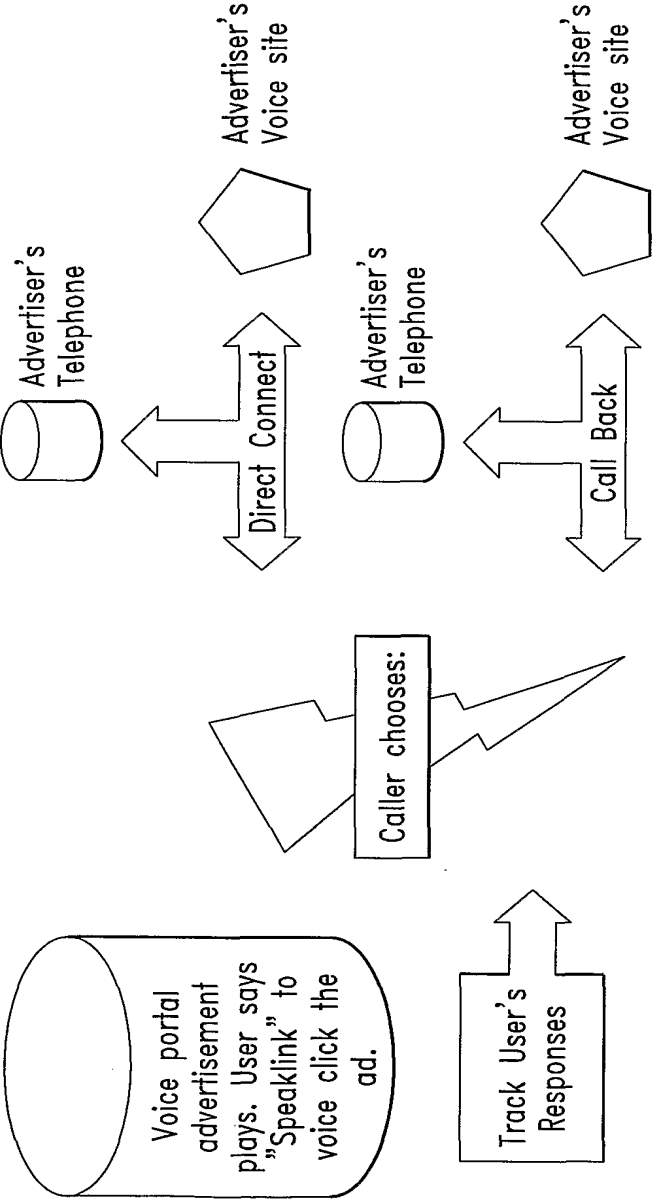 Voice portal
advertisement
plays. User says
"Speaklink" to
voice click the
ad.
Track User's
Responses
Caller chooses:
Advertiser's
Telephone
Direct Connect
Advertiser's
Voice site
Advertiser's
Telephone
Call Back
Advertiser's
Voice site